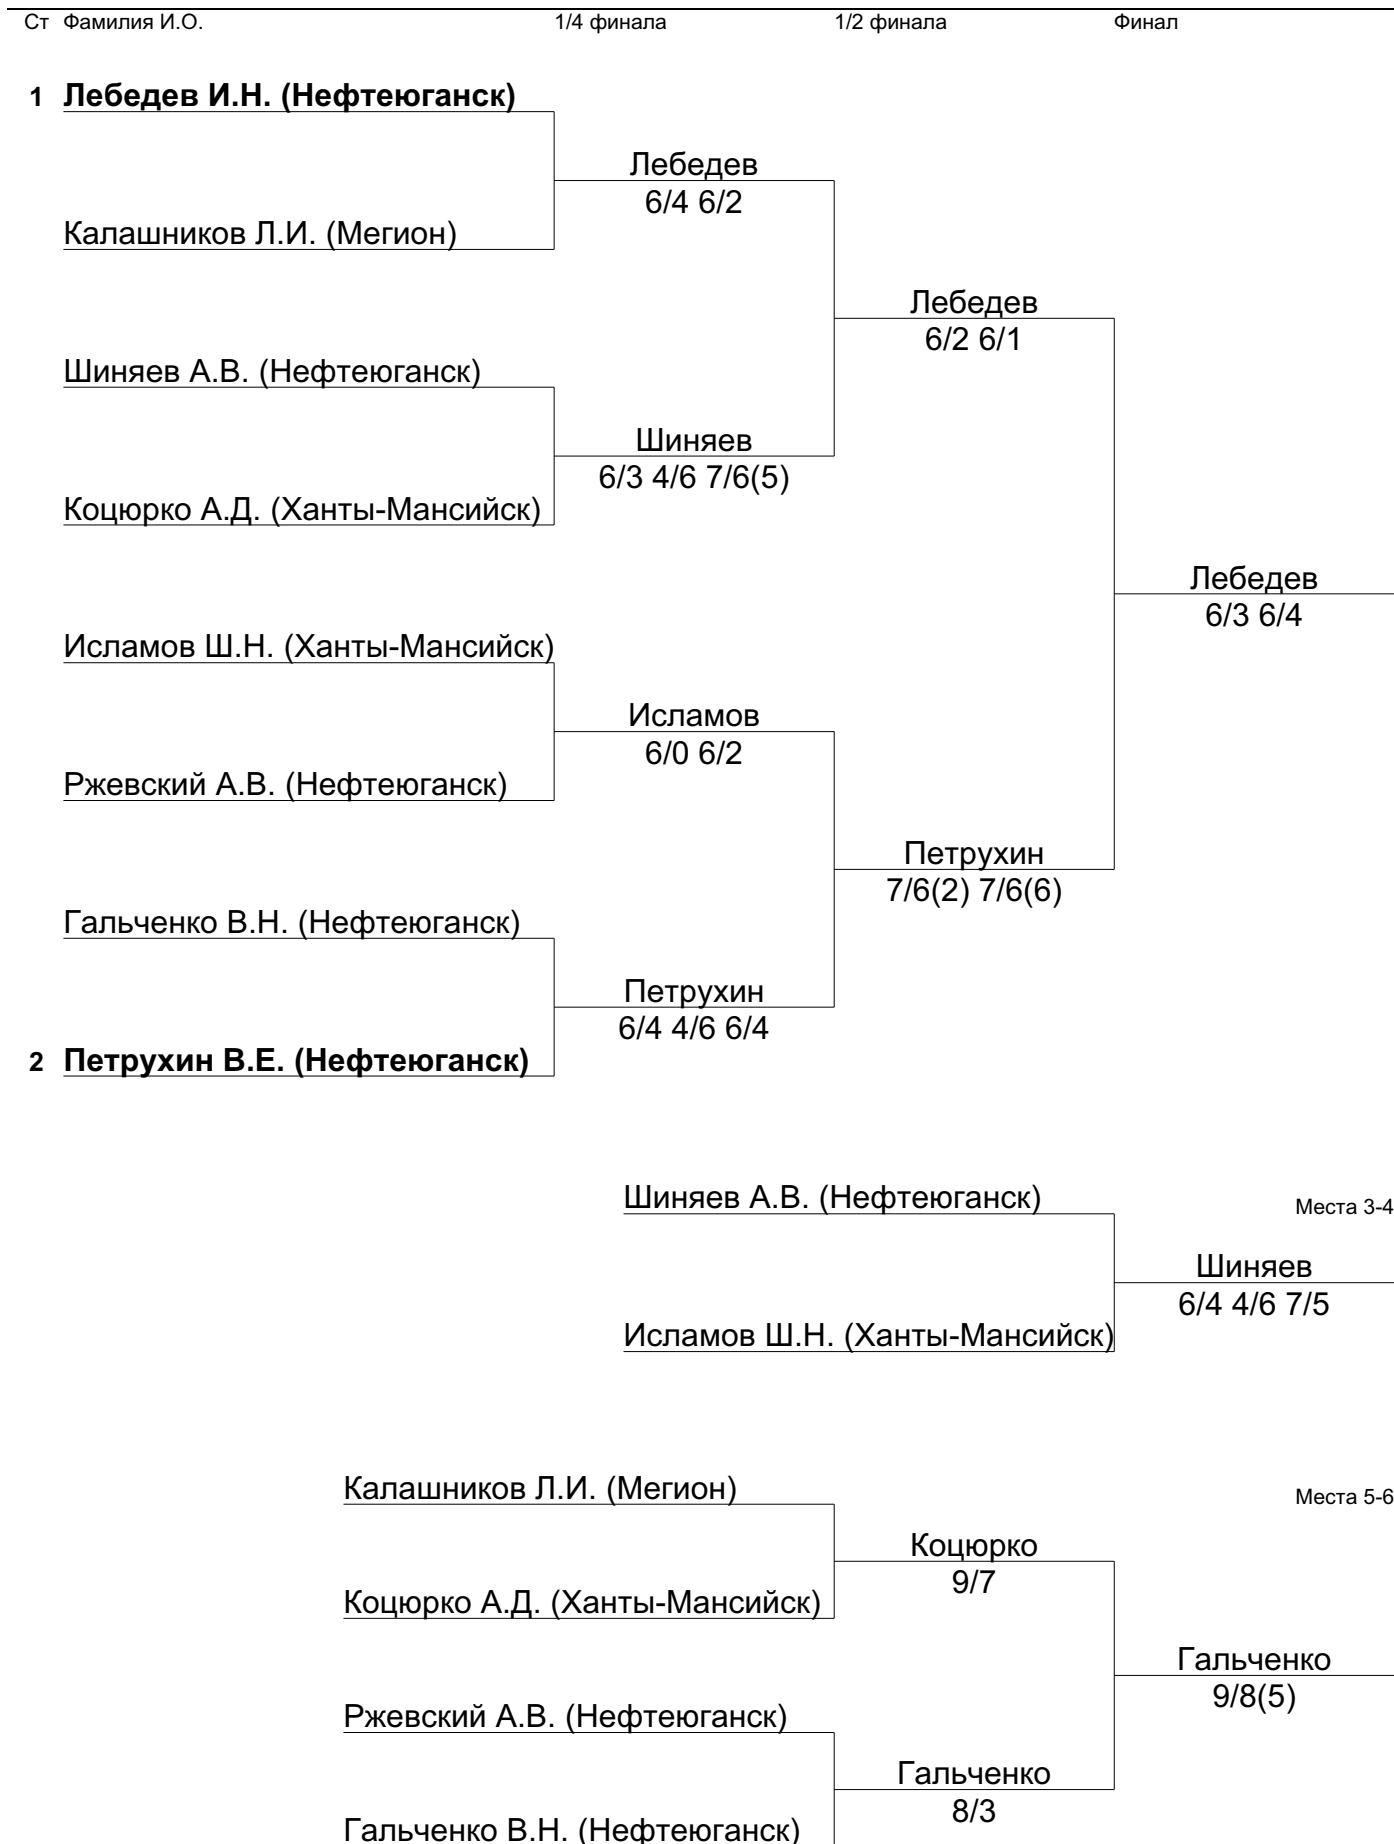 Ст Фамилия И.О. 1/4 финала 1/2 финала Финал
1 Лебедев И.Н. (Нефтеюганск)
Лебедев
6/4 6/2
Калашников Л.И. (Мегион)
Лебедев
6/2 6/1
Шиняев А.В. (Нефтеюганск)
Шиняев
6/3 4/6 7/6(5)
Коцюрко А.Д. (Ханты-Мансийск)
Лебедев
6/3 6/4
Исламов Ш.Н. (Ханты-Мансийск)
Исламов
6/0 6/2
Ржевский А.В. (Нефтеюганск)
Петрухин
7/6(2) 7/6(6)
Гальченко В.Н. (Нефтеюганск)
Петрухин
6/4 4/6 6/4
2 Петрухин В.Е. (Нефтеюганск)
Шиняев А.В. (Нефтеюганск) Места 3-4
Шиняев
6/4 4/6 7/5
Исламов Ш.Н. (Ханты-Мансийск)
Калашников Л.И. (Мегион) Места 5-6
Коцюрко
9/7
Коцюрко А.Д. (Ханты-Мансийск)
Гальченко
9/8(5)
Ржевский А.В. (Нефтеюганск)
Гальченко
8/3
Гальченко В.Н. (Нефтеюганск)